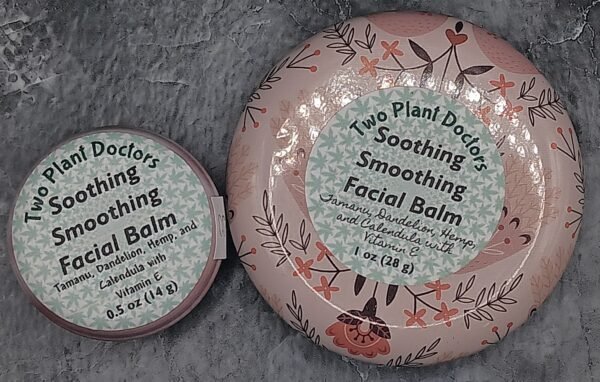 Two Plant Doctors
Soothing
Smoothing
Facial Balm
Tamanu, Dandelion, Hemp, and
Calendula with
Vitamin E
0.5 oz (14 g)
Two Plant Doctors
Soothing
Smoothing
Facial Balm
Tamanu, Dandelion, Hemp,
and Calendula with
Vitamin E
1 oz (28 g)